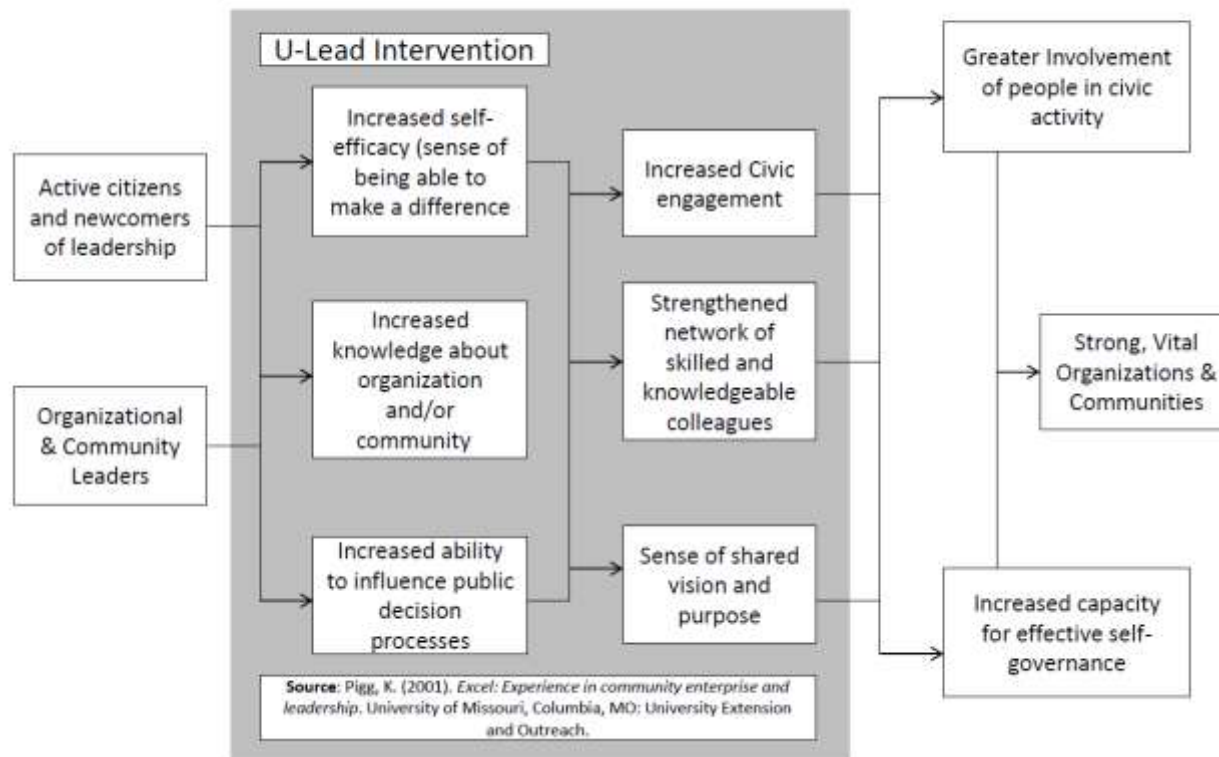 U-Lead Intervention
Active citizens
and newcomers
of leadership
Organizational
& Community
Leaders
Increased self-
efficacy (sense of
being able to
make a difference
Increased
knowledge about
organization
and/or
community
Increased ability
to influence public
decision
processes
Increased Civic
engagement
Strengthened
network of
skilled and
knowledgeable
colleagues
Sense of shared
vision and
purpose
Greater Involvement
of people in civic
activity
Strong, Vital
Organizations &
Communities
Increased capacity
for effective self-
governance
Source: Pigg, K. (2001). Excel: Experience in community enterprise and
leadership. University of Missouri, Columbia, MO: University Extension
and Outreach.